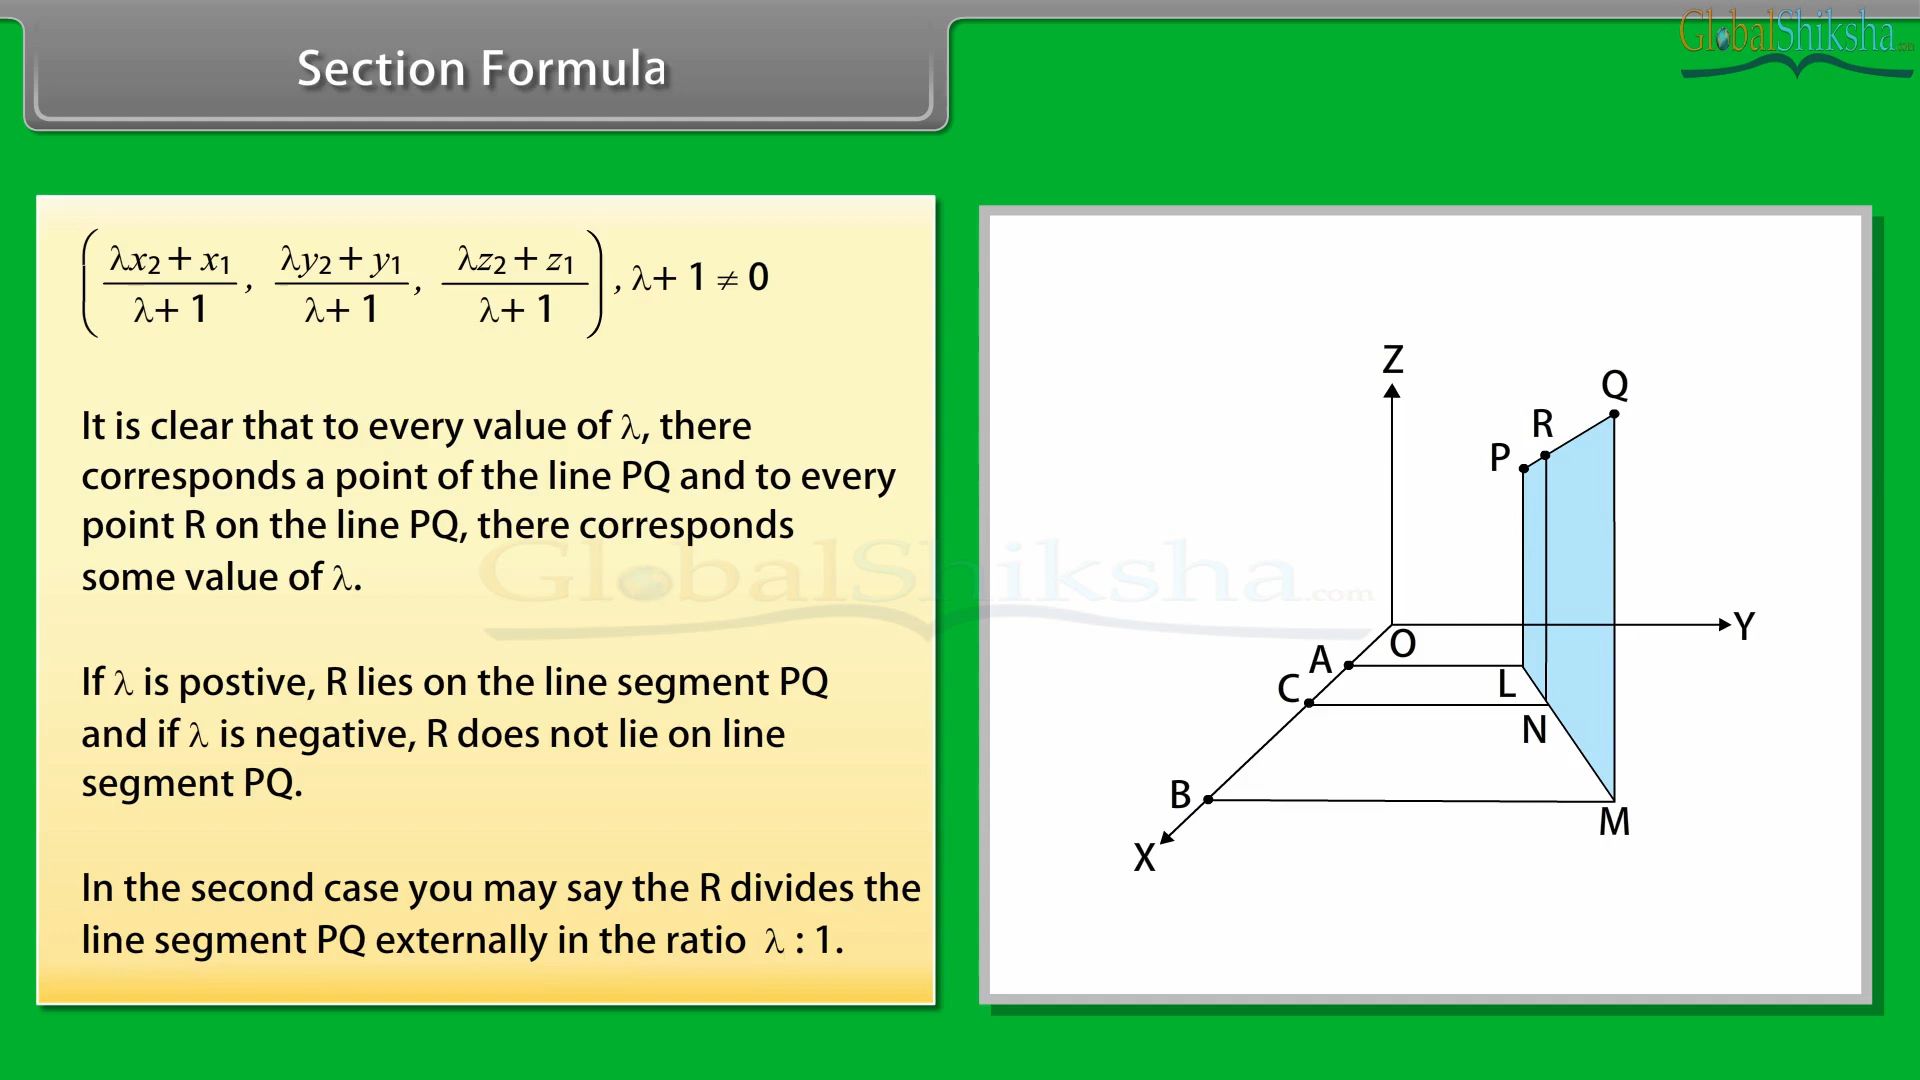 Section Formula
GlobalShiksha.com
(λx2 + x1 / λ + 1, λy2 + y1 / λ + 1, λz2 + z1 / λ + 1), λ + 1 ≠ 0
It is clear that to every value of λ, there
corresponds a point of the line PQ and to every
point R on the line PQ, there corresponds
some value of λ.
If λ is postive, R lies on the line segment PQ
and if λ is negative, R does not lie on line
segment PQ.
In the second case you may say the R divides the
line segment PQ externally in the ratio λ : 1.
GlobalShiksha.com
Z
Q
R
P
Y
O
A
C
L
N
B
M
X